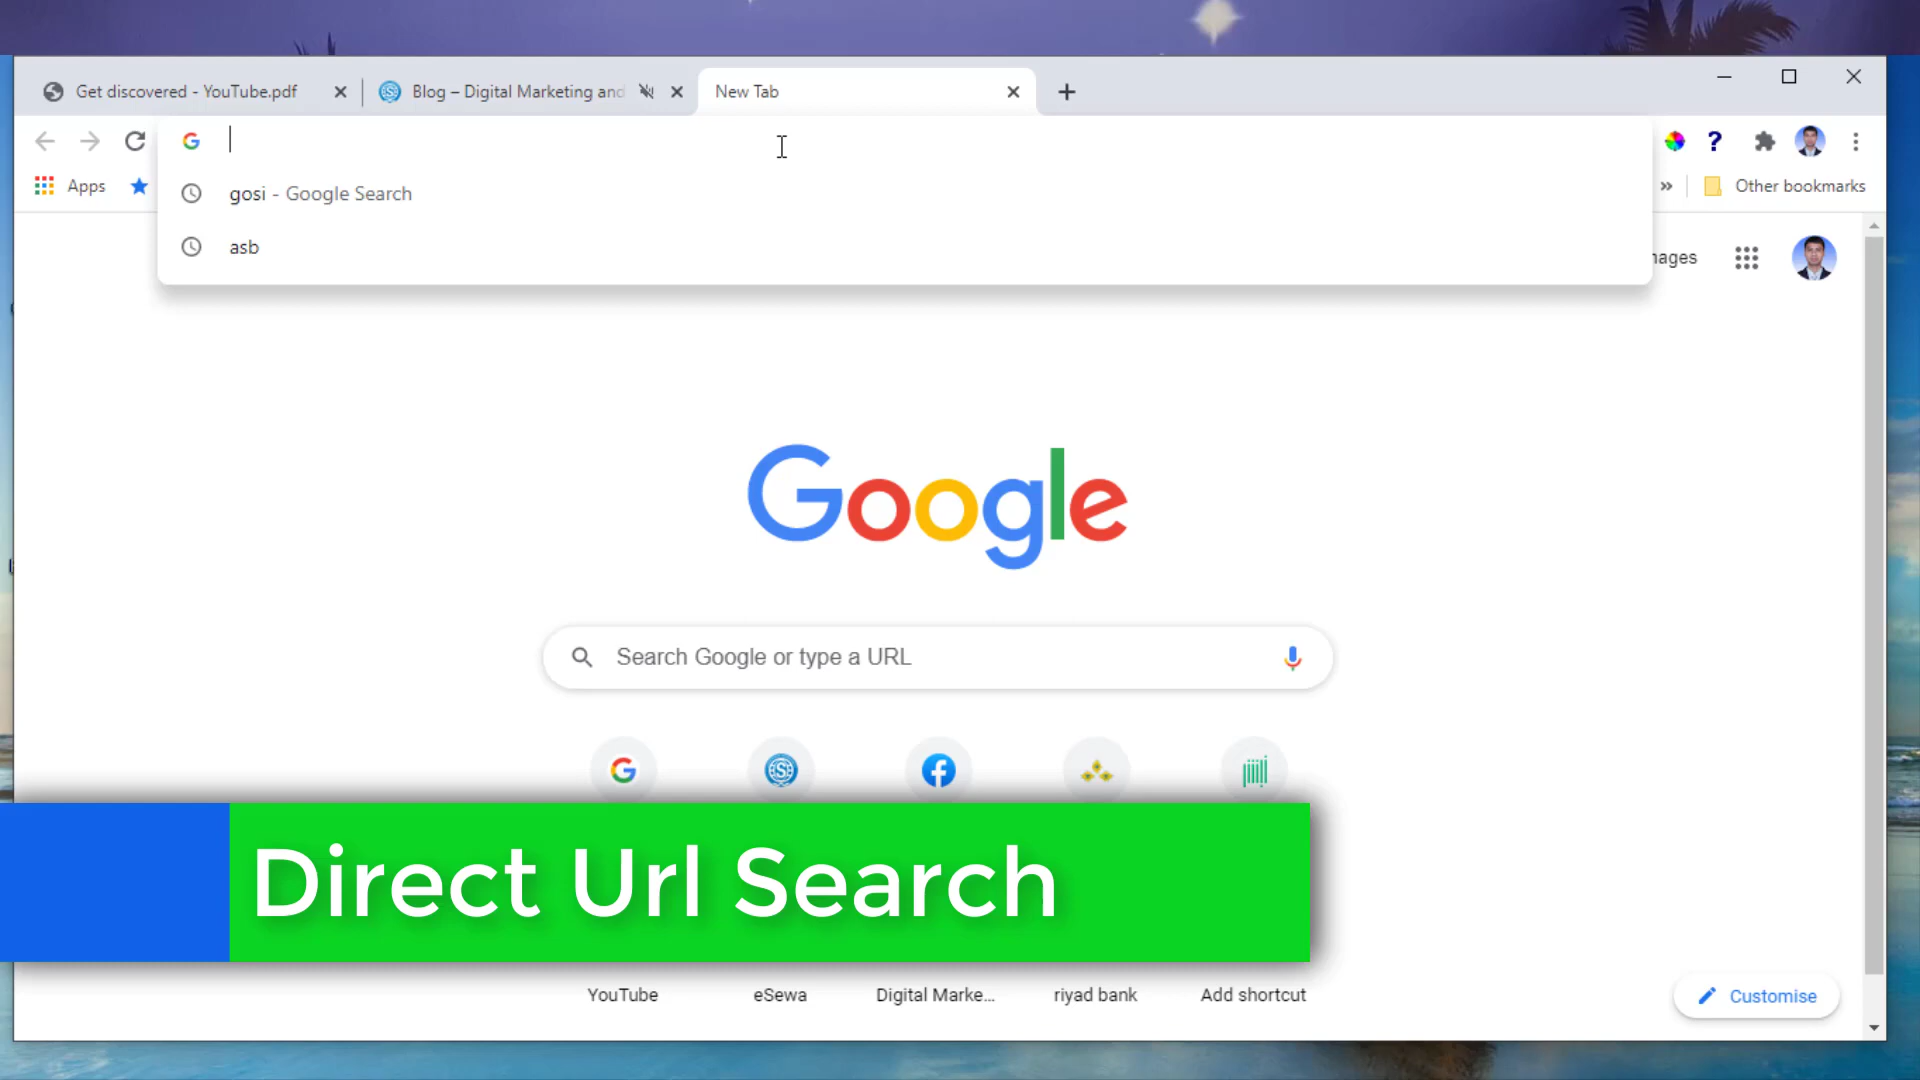 Get discovered - YouTube.pdf
Blog – Digital Marketing and
New Tab
gosi - Google Search
asb
Apps
Other bookmarks
Google
Search Google or type a URL
Direct Url Search
YouTube
eSewa
Digital Marke...
riyad bank
Add shortcut
Customise